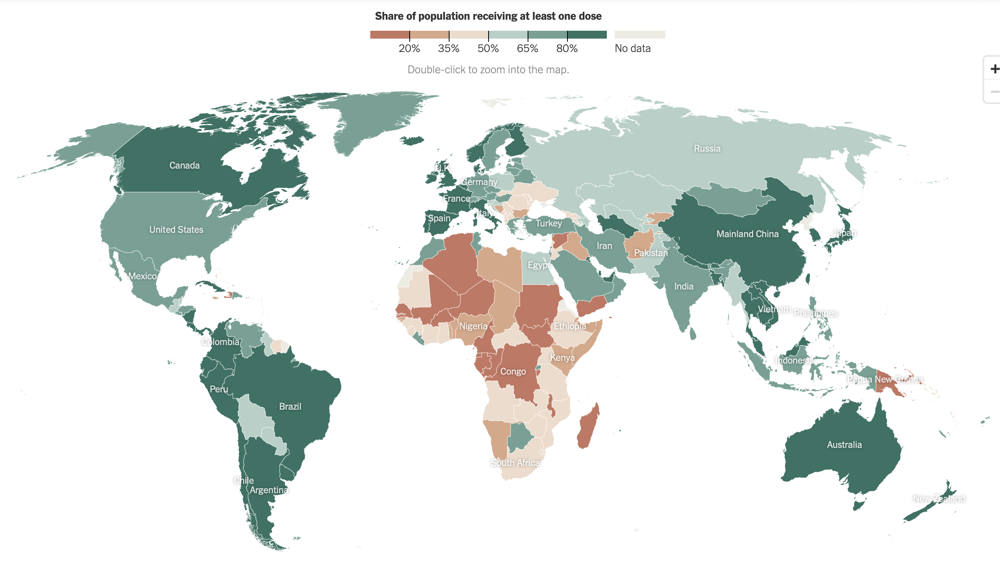 Share of population receiving at least one dose
20% 35% 50% 65% 80% No data
Double-click to zoom into the map.
+
−
Russia
Canada
U.K.
Germany
France
Italy
Spain
Turkey
United States
Mainland China
Japan
Iran
Pakistan
Egypt
Mexico
India
Vietnam
Philippines
Nigeria
Ethiopia
Colombia
Kenya
Indonesia
Congo
Papua New Guinea
Peru
Brazil
Australia
South Africa
Chile
Argentina
New Zealand